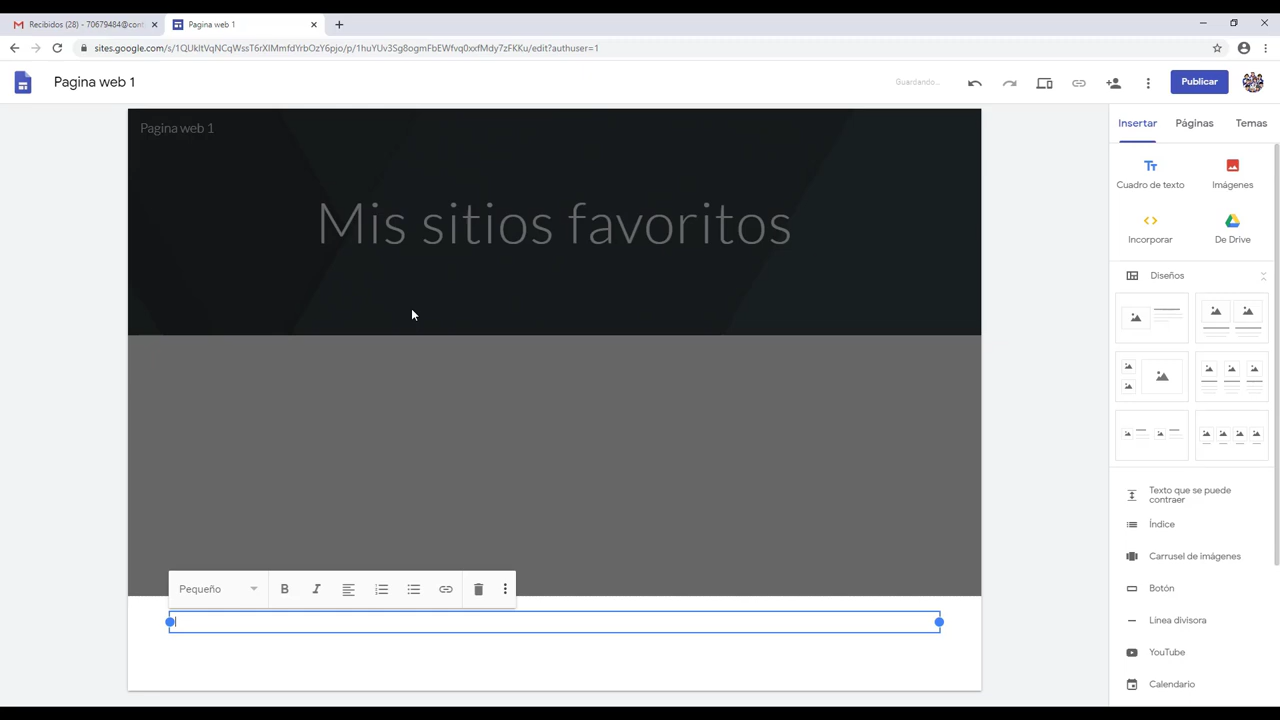 Recibidos (28) - 70679484@con
Pagina web 1
sites.google.com/s/1QUkltVqNCqWssT6rXIMmfdYrbOzY6pjo/p/1huYUv3Sg8ogmFbEWfvq0xxfMdy7zFKKu/edit?authuser=1
Pagina web 1
Guardando...
Publicar
Pagina web 1
Mis sitios favoritos
Insertar
Páginas
Temas
Cuadro de texto
Imágenes
Incorporar
De Drive
Diseños
Texto que se puede
contraer
Índice
Carrusel de imágenes
Botón
Línea divisora
YouTube
Calendario
Pequeño
B
I